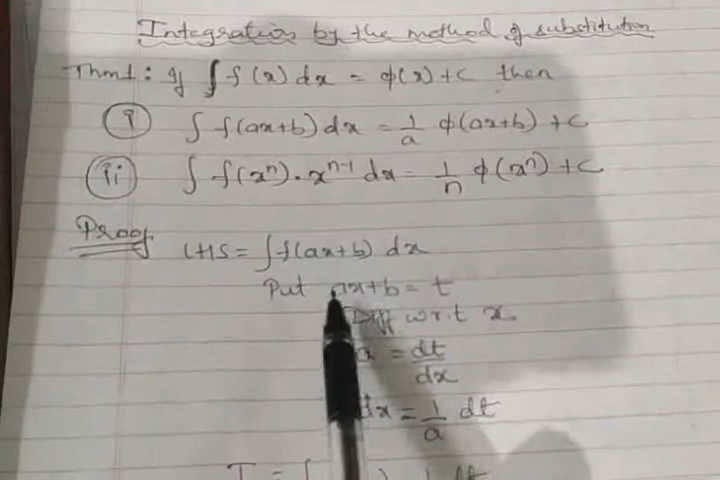 Integration by the method of substitution
Thm1: If ∫ f(x) dx = φ(x) + c then
(i) ∫ f(ax+b) dx = 1/a φ(ax+b) + c
(ii) ∫ f(xⁿ) · xⁿ⁻¹ dx = 1/n φ(xⁿ) + c
Proof LHS = ∫ f(ax+b) dx
Put ax+b = t
Diff w.r.t x.
= dt/dx
dx = 1/a dt
I = ∫